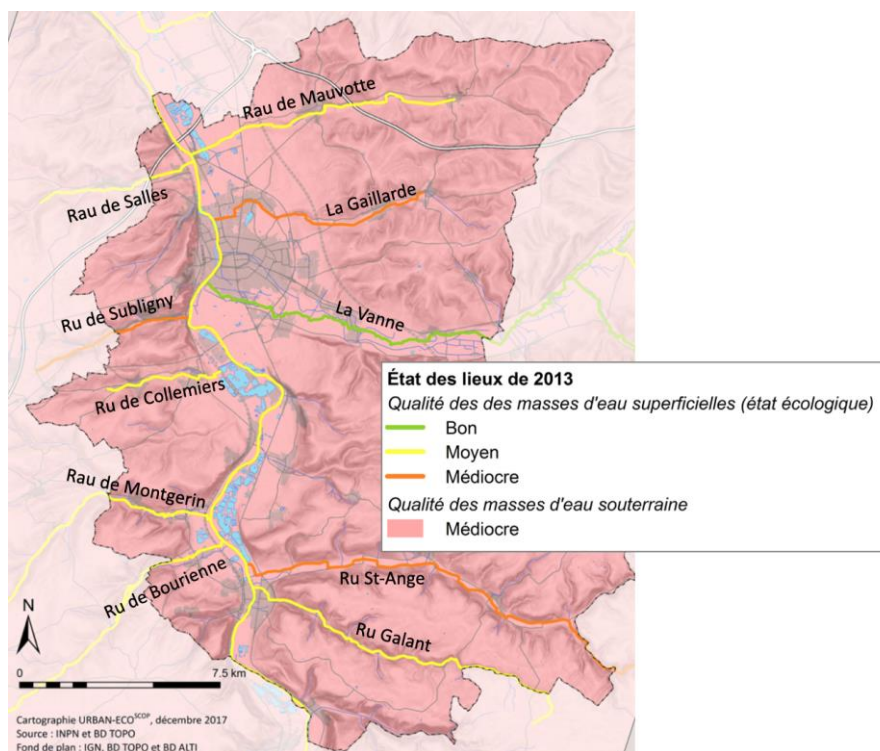 Rau de Mauvotte
Rau de Salles
La Gaillarde
Ru de Subligny
La Vanne
Ru de Collemiers
État des lieux de 2013
Qualité des des masses d'eau superficielles (état écologique)
Bon
Moyen
Médiocre
Qualité des masses d'eau souterraine
Médiocre
Rau de Montgerin
Ru de Bourienne
Ru St-Ange
Ru Galant
N
0 7.5 km
Cartographie URBAN-ECO SCOP, décembre 2017
Source : INPN et BD TOPO
Fond de plan : IGN, BD TOPO et BD ALTI